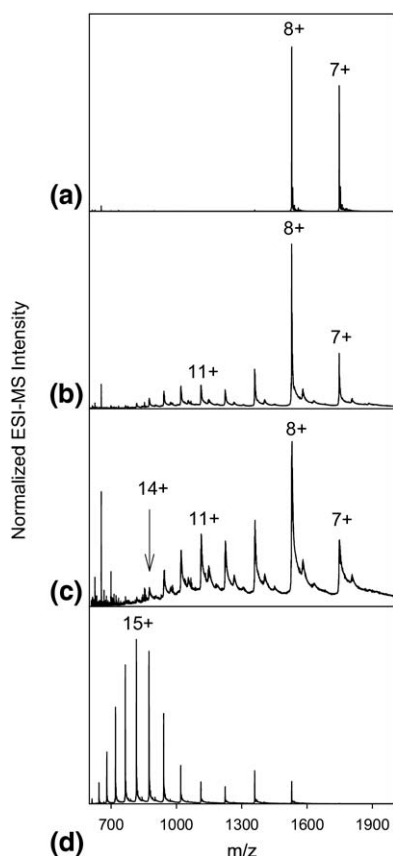 8+
7+
(a)
8+
11+
7+
(b)
8+
14+
11+
7+
(c)
15+
(d)
700 1000 1300 1600 1900
m/z
Normalized ESI-MS Intensity